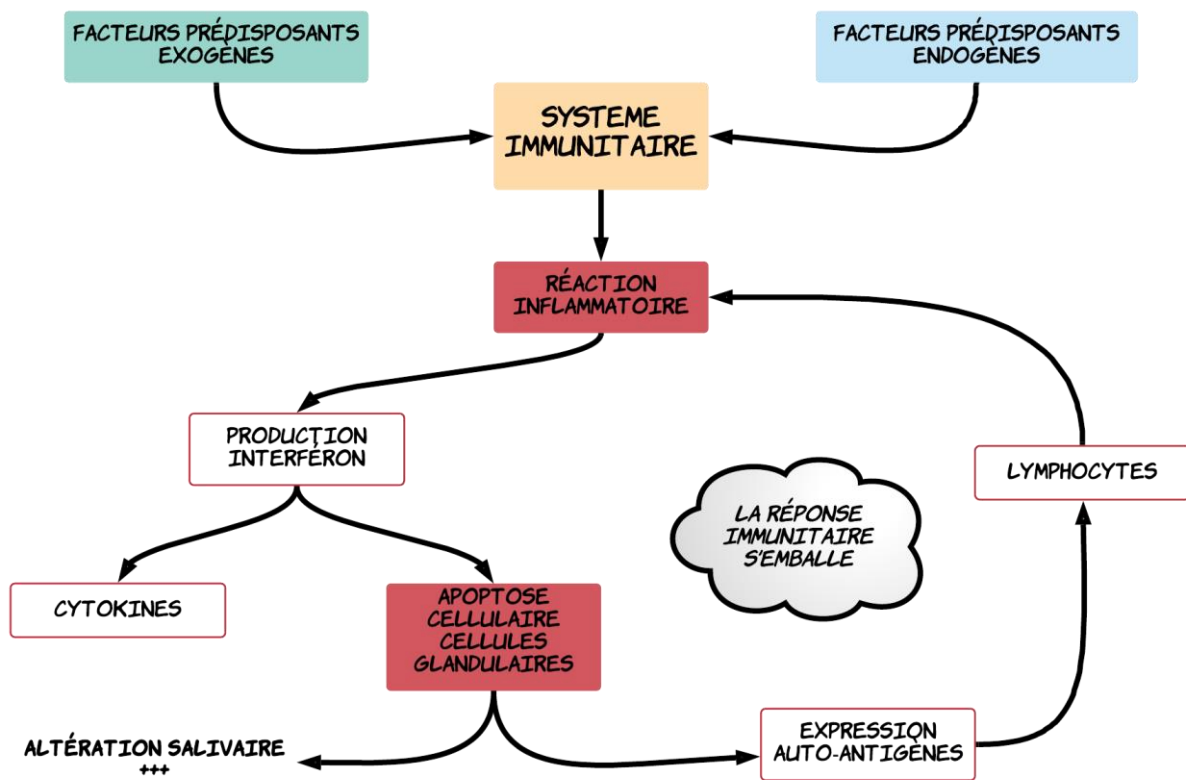 FACTEURS PRÉDISPOSANTS
EXOGÈNES
FACTEURS PRÉDISPOSANTS
ENDOGÈNES
SYSTEME
IMMUNITAIRE
RÉACTION
INFLAMMATOIRE
PRODUCTION
INTERFÉRON
LYMPHOCYTES
LA RÉPONSE
IMMUNITAIRE
S'EMBALLE
CYTOKINES
APOPTOSE
CELLULAIRE
CELLULES
GLANDULAIRES
ALTÉRATION SALIVAIRE
+++
EXPRESSION
AUTO-ANTIGÈNES